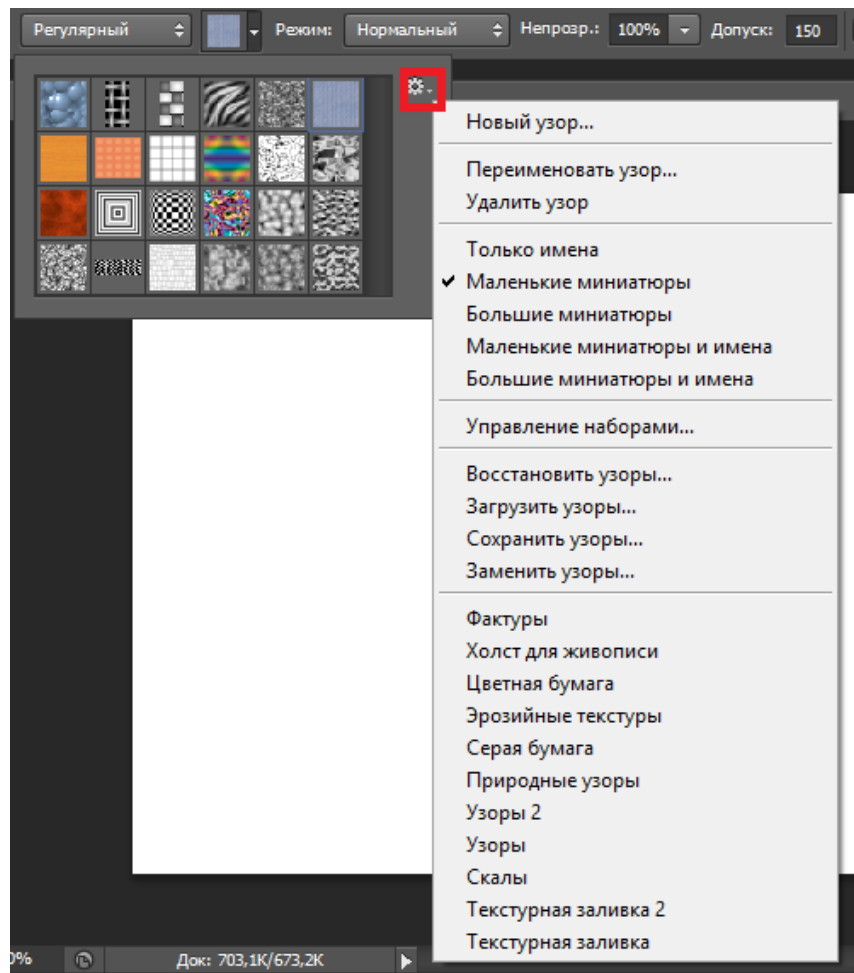 Регулярный Режим: Нормальный Непрозр.: 100% Допуск: 150
Новый узор...
Переименовать узор...
Удалить узор
Только имена
Маленькие миниатюры
Большие миниатюры
Маленькие миниатюры и имена
Большие миниатюры и имена
Управление наборами...
Восстановить узоры...
Загрузить узоры...
Сохранить узоры...
Заменить узоры...
Фактуры
Холст для живописи
Цветная бумага
Эрозийные текстуры
Серая бумага
Природные узоры
Узоры 2
Узоры
Скалы
Текстурная заливка 2
Текстурная заливка
0% Док: 703,1K/673,2K